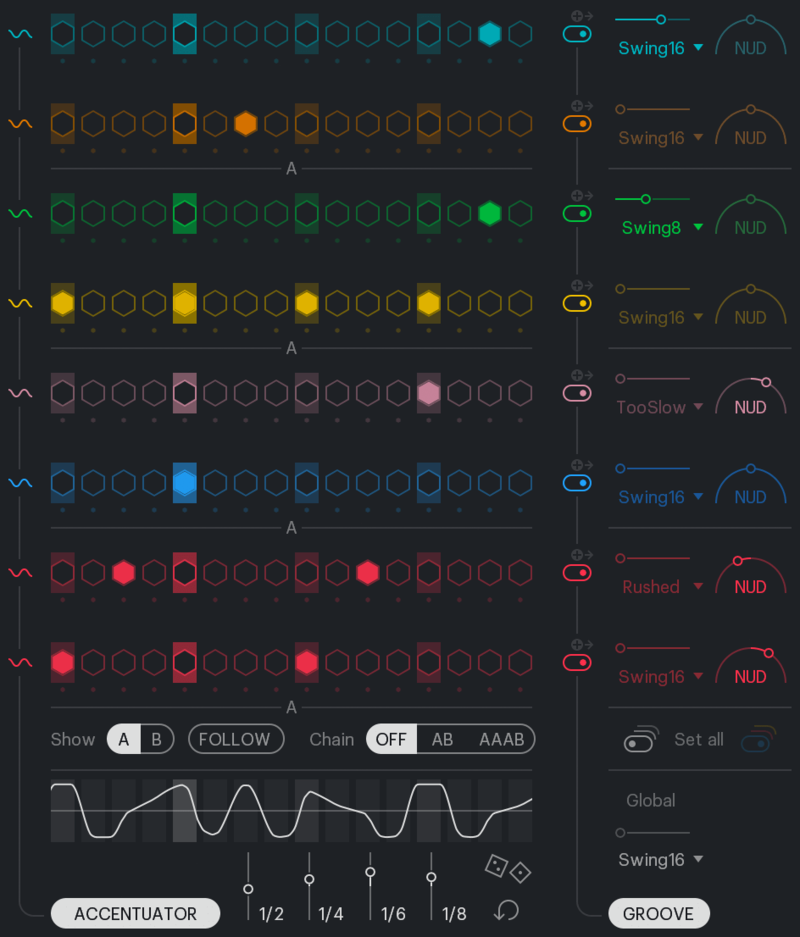 Swing16 NUD
Swing16 NUD
A
Swing8 NUD
Swing16 NUD
A
TooSlow NUD
Swing16 NUD
A
Rushed NUD
Swing16 NUD
A
Show A B FOLLOW Chain OFF AB AAAB Set all
Global
Swing16
1/2 1/4 1/6 1/8
ACCENTUATOR GROOVE